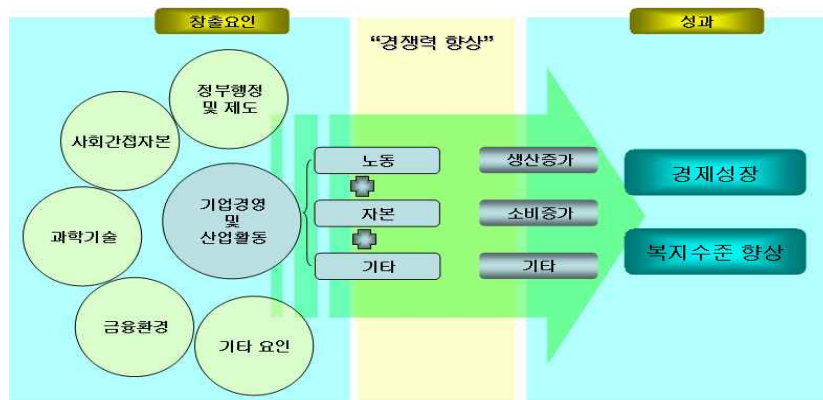 창출요인
"경쟁력 향상"
성과
정부행정
및 제도
사회간접자본
기업경영
및
산업활동
과학기술
금융환경
기타 요인
노동
자본
기타
생산증가
소비증가
기타
경제성장
복지수준 향상